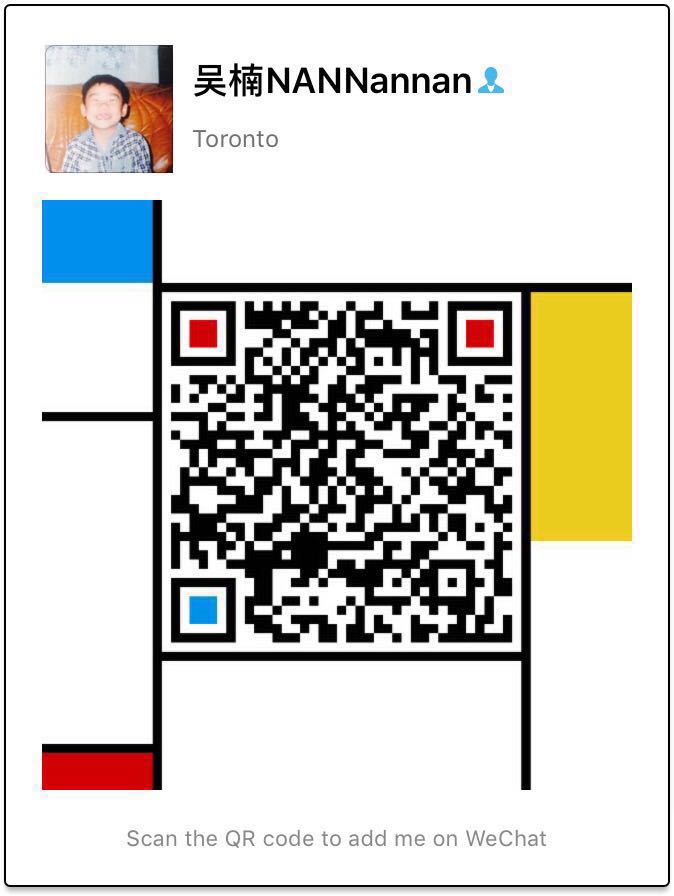 吴楠NANNannan
Toronto
Scan the QR code to add me on WeChat